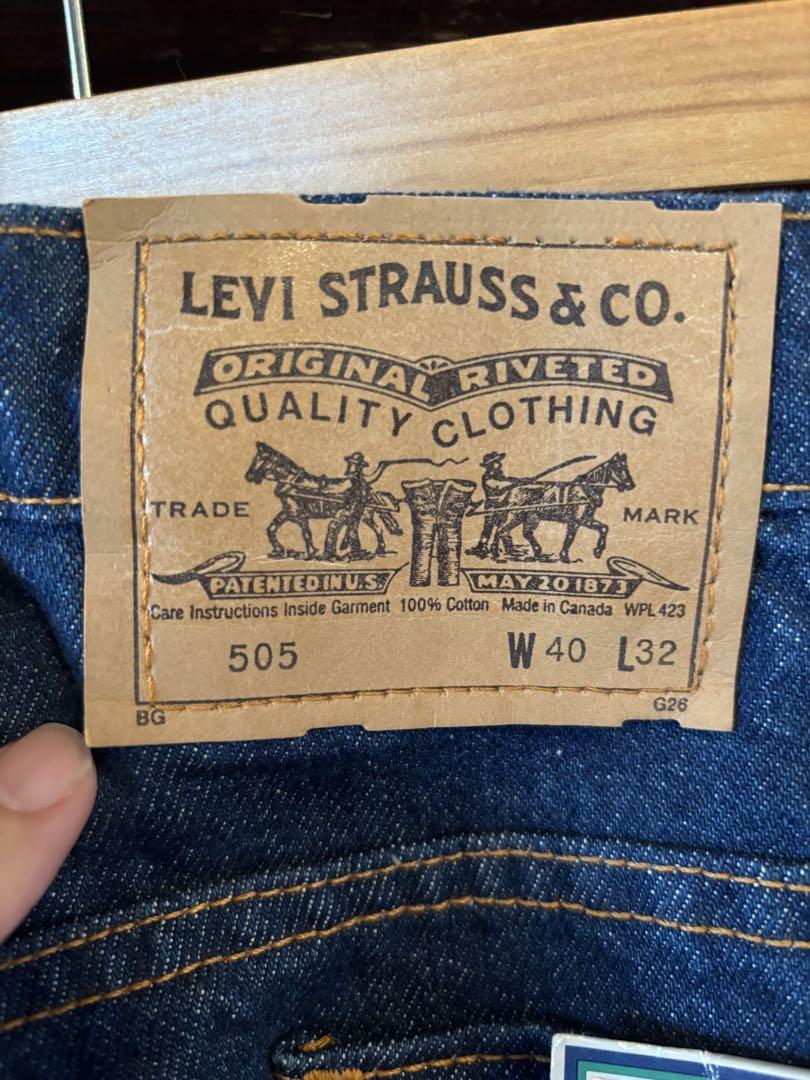 LEVI STRAUSS & CO.
ORIGINAL RIVETED
QUALITY CLOTHING
TRADE MARK
PATENTED IN U.S. MAY 20 1873
Care Instructions Inside Garment 100% Cotton Made in Canada WPL 423
505 W 40 L32
BG G26